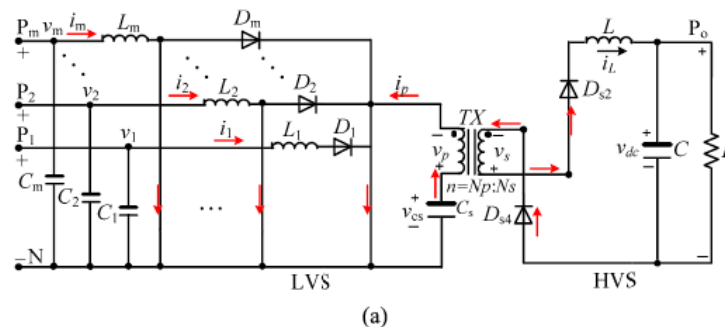 Pm vm im Lm Dm L Po
+ iL +
P2 v2 i2 L2 D2 ip Ds2
+ TX
P1 v1 i1 L1 D1 − − vdc + C
+ vp vs −
+ +
Cm C2 C1 ... n=Np:Ns
+ vcs − Cs Ds4
−N −
LVS HVS
(a)